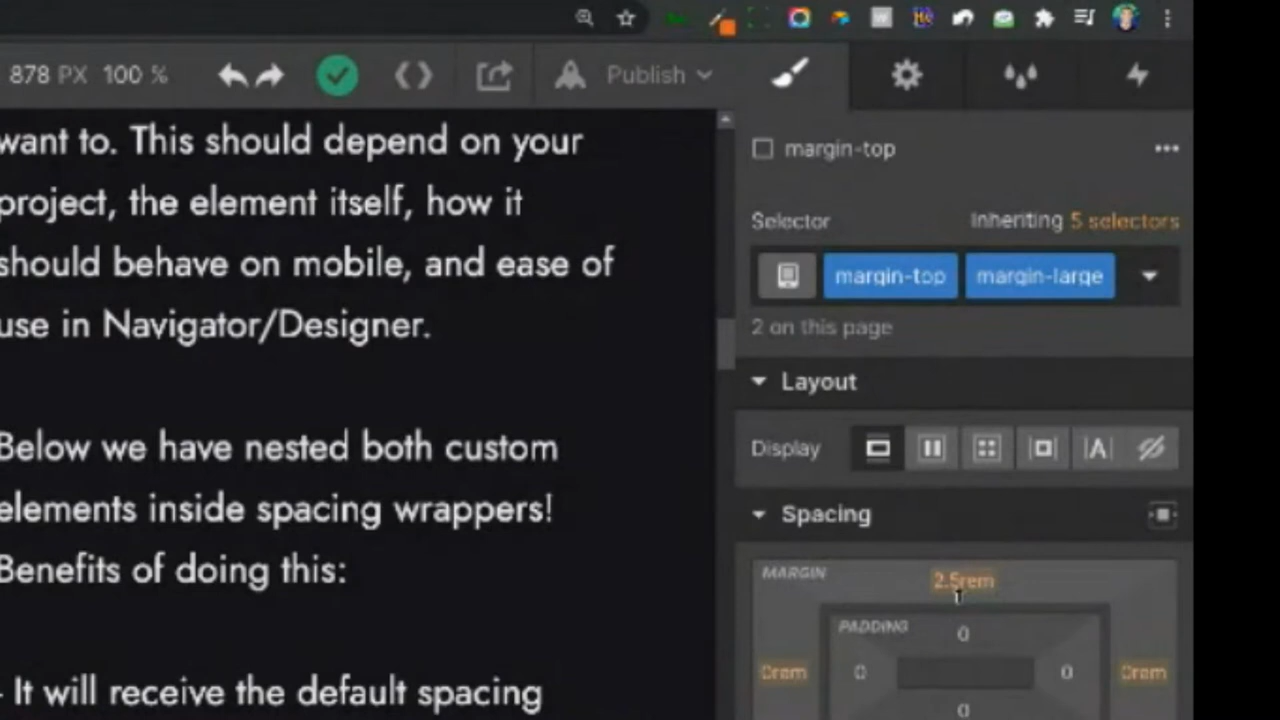 878 PX 100 %
Publish
want to. This should depend on your
project, the element itself, how it
should behave on mobile, and ease of
use in Navigator/Designer.
Below we have nested both custom
elements inside spacing wrappers!
Benefits of doing this:
- It will receive the default spacing
margin-top
Selector
Inheriting 5 selectors
margin-top
margin-large
2 on this page
Layout
Display
Spacing
MARGIN
2.5rem
PADDING
0
0rem
0
0
0rem
0